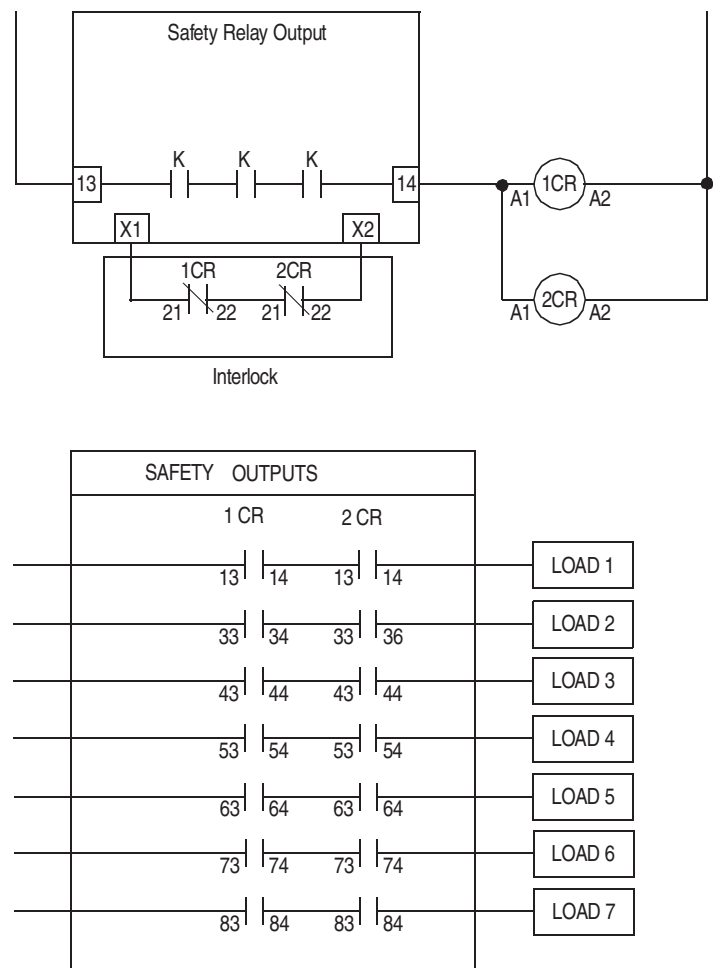 Safety Relay Output
K K K
13 14
1CR
A1 A2
X1 X2
1CR 2CR
21 22 21 22
2CR
A1 A2
Interlock
SAFETY OUTPUTS
1 CR 2 CR
LOAD 1
13 14 13 14
LOAD 2
33 34 33 36
LOAD 3
43 44 43 44
LOAD 4
53 54 53 54
LOAD 5
63 64 63 64
LOAD 6
73 74 73 74
LOAD 7
83 84 83 84